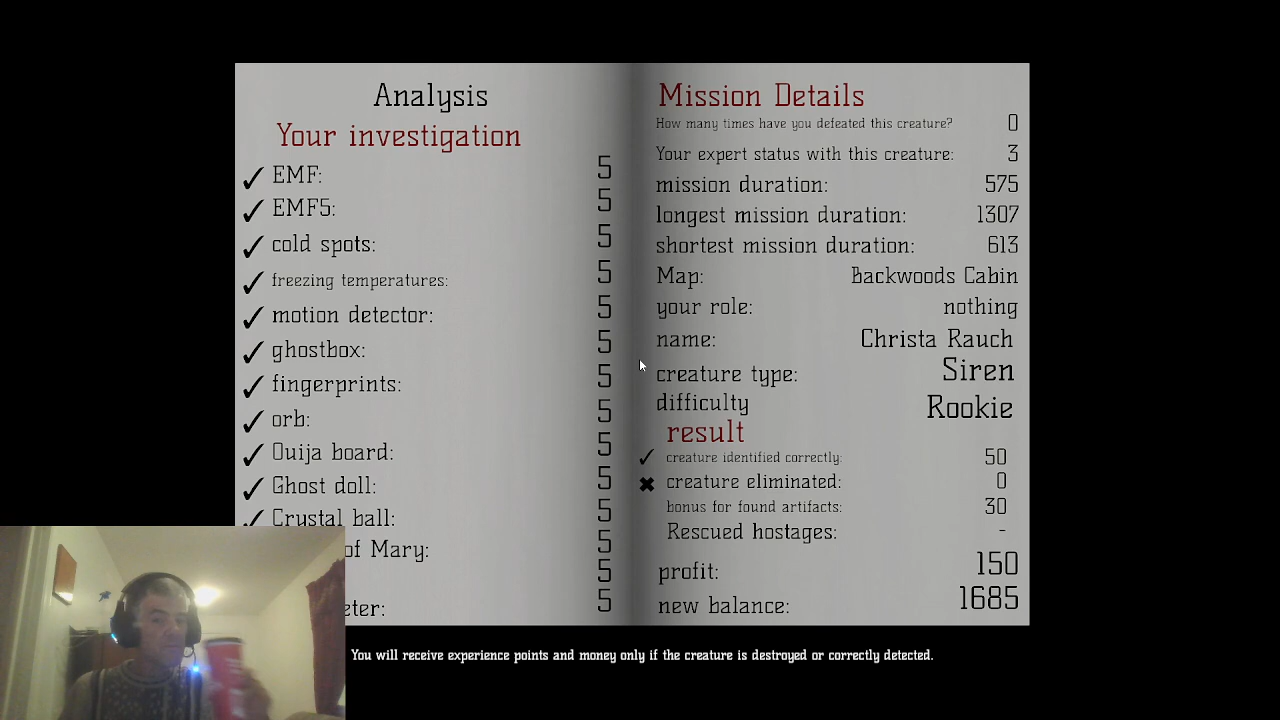 Analysis
Your investigation
EMF: 5
EMF5: 5
cold spots: 5
freezing temperatures: 5
motion detector: 5
ghostbox: 5
fingerprints: 5
orb: 5
Ouija board: 5
Ghost doll: 5
Crystal ball: 5
of Mary: 5
5
eter: 5
Mission Details
How many times have you defeated this creature? 0
Your expert status with this creature: 3
mission duration: 575
longest mission duration: 1307
shortest mission duration: 613
Map: Backwoods Cabin
your role: nothing
name: Christa Rauch
creature type: Siren
difficulty Rookie
result
creature identified correctly: 50
creature eliminated: 0
bonus for found artifacts: 30
Rescued hostages: -
profit: 150
new balance: 1685
You will receive experience points and money only if the creature is destroyed or correctly detected.